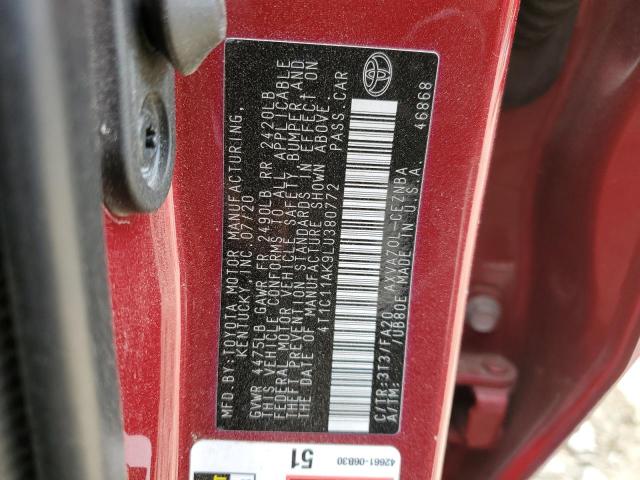 MFD.BY:TOYOTA MOTOR MANUFACTURING,
KENTUCKY, INC. 07/20
GVWR 4475LB GAWR FR 2490LB RR 2420LB
THIS VEHICLE CONFORMS TO ALL APPLICABLE
FEDERAL MOTOR VEHICLE SAFETY, BUMPER, AND
THEFT PREVENTION STANDARDS IN EFFECT ON
THE DATE OF MANUFACTURE SHOWN ABOVE.
4T1C11AK9LU380772 PASS.CAR
C/TR:3T3/FA20 AXVA70L-CEZNBA
A/TM: /UB80E MADE IN U.S.A. 46868
51
42661-06B30